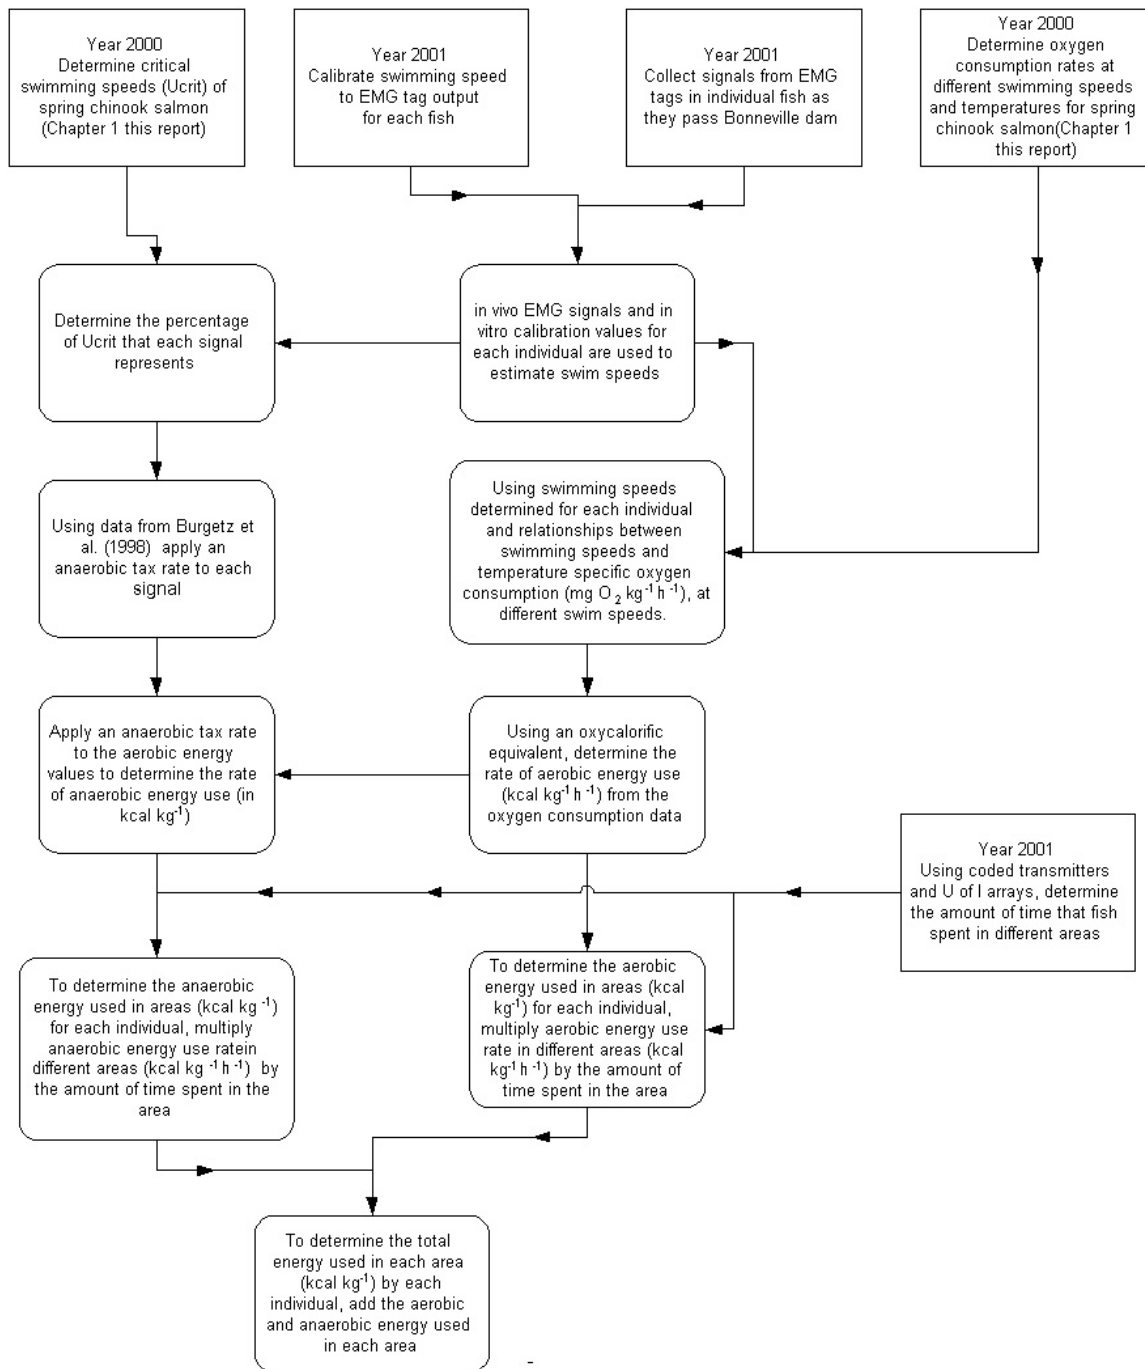 Year 2000
Determine critical
swimming speeds (Ucrit) of
spring chinook salmon
(Chapter 1 this report)
Year 2001
Calibrate swimming speed
to EMG tag output
for each fish
Year 2001
Collect signals from EMG
tags in individual fish as
they pass Bonneville dam
Year 2000
Determine oxygen
consumption rates at
different swimming speeds
and temperatures for spring
chinook salmon(Chapter 1
this report)
Determine the percentage
of Ucrit that each signal
represents
in vivo EMG signals and in
vitro calibration values for
each individual are used to
estimate swim speeds
Using data from Burgetz et
al. (1998) apply an
anaerobic tax rate to each
signal
Using swimming speeds
determined for each individual
and relationships between
swimming speeds and
temperature specific oxygen
consumption (mg O₂ kg⁻¹ h⁻¹), at
different swim speeds.
Apply an anaerobic tax rate
to the aerobic energy
values to determine the rate
of anaerobic energy use (in
kcal kg⁻¹)
Using an oxycalorific
equivalent, determine the
rate of aerobic energy use
(kcal kg⁻¹ h⁻¹) from the
oxygen consumption data
Year 2001
Using coded transmitters
and U of I arrays, determine
the amount of time that fish
spent in different areas
To determine the anaerobic
energy used in areas (kcal kg⁻¹)
for each individual, multiply
anaerobic energy use ratein
different areas (kcal kg⁻¹ h⁻¹) by
the amount of time spent in the
area
To determine the aerobic
energy used in areas (kcal
kg⁻¹) for each individual,
multiply aerobic energy use
rate in different areas (kcal
kg⁻¹ h⁻¹) by the amount of
time spent in the area
To determine the total
energy used in each area
(kcal kg⁻¹) by each
individual, add the aerobic
and anaerobic energy used
in each area